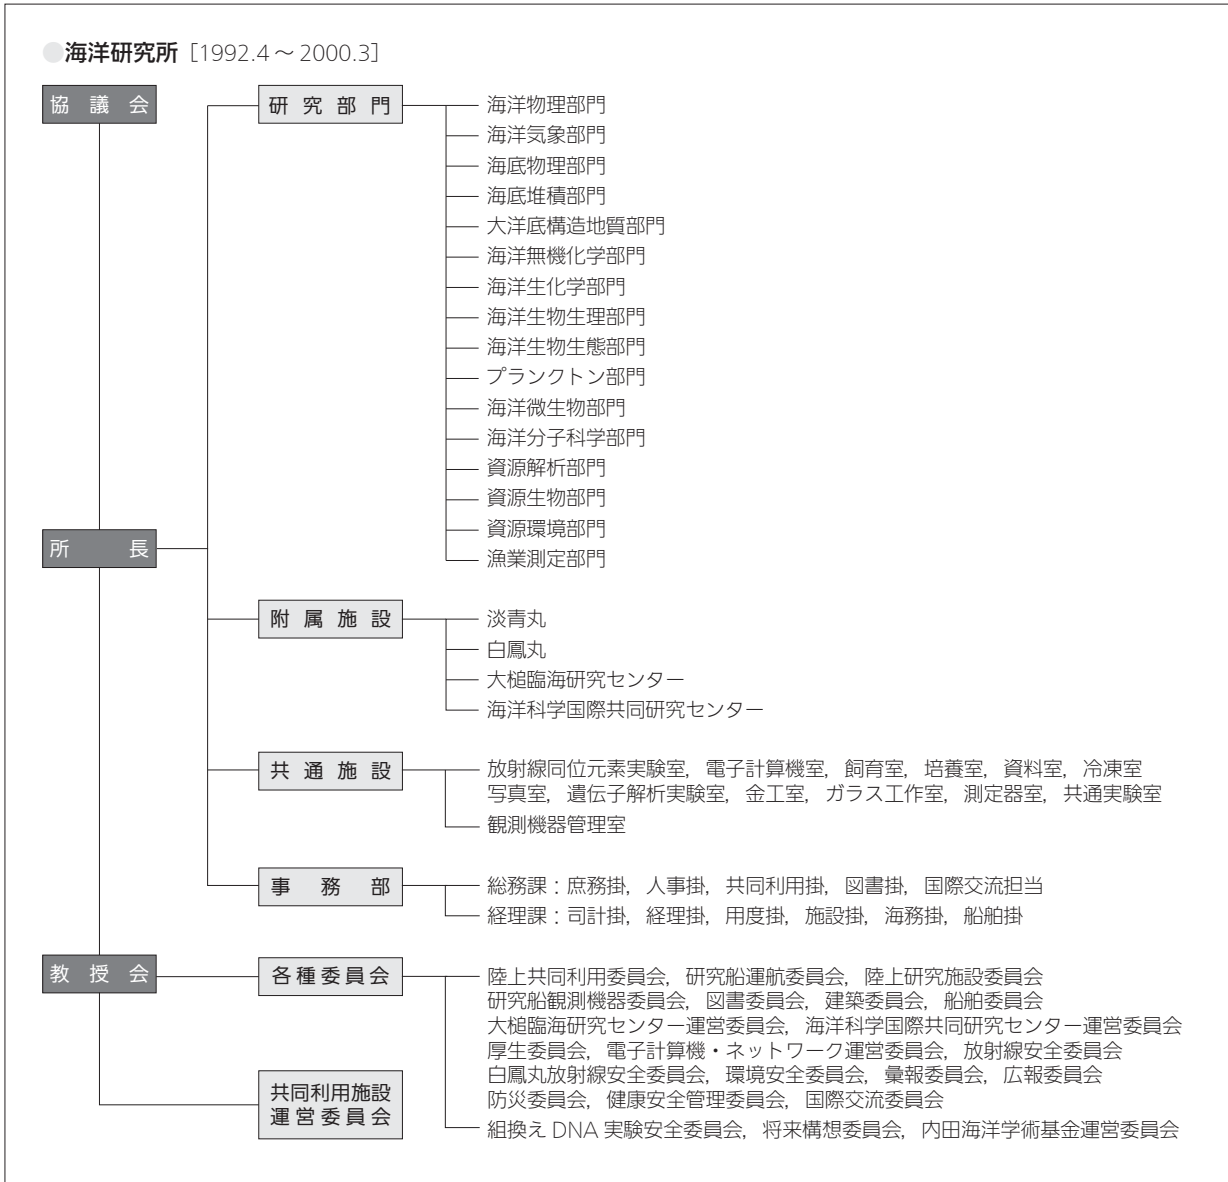 ●海洋研究所［1992.4～2000.3］
協議会
所長
教授会
研究部門
海洋物理部門
海洋気象部門
海底物理部門
海底堆積部門
大洋底構造地質部門
海洋無機化学部門
海洋生化学部門
海洋生物生理部門
海洋生物生態部門
プランクトン部門
海洋微生物部門
海洋分子科学部門
資源解析部門
資源生物部門
資源環境部門
漁業測定部門
附属施設
淡青丸
白鳳丸
大槌臨海研究センター
海洋科学国際共同研究センター
共通施設
放射線同位元素実験室，電子計算機室，飼育室，培養室，資料室，冷凍室
写真室，遺伝子解析実験室，金工室，ガラス工作室，測定器室，共通実験室
観測機器管理室
事務部
総務課：庶務掛，人事掛，共同利用掛，図書掛，国際交流担当
経理課：司計掛，経理掛，用度掛，施設掛，海務掛，船舶掛
各種委員会
陸上共同利用委員会，研究船運航委員会，陸上研究施設委員会
研究船観測機器委員会，図書委員会，建築委員会，船舶委員会
大槌臨海研究センター運営委員会，海洋科学国際共同研究センター運営委員会
厚生委員会，電子計算機・ネットワーク運営委員会，放射線安全委員会
白鳳丸放射線安全委員会，環境安全委員会，彙報委員会，広報委員会
防災委員会，健康安全管理委員会，国際交流委員会
組換え DNA 実験安全委員会，将来構想委員会，内田海洋学術基金運営委員会
共同利用施設
運営委員会